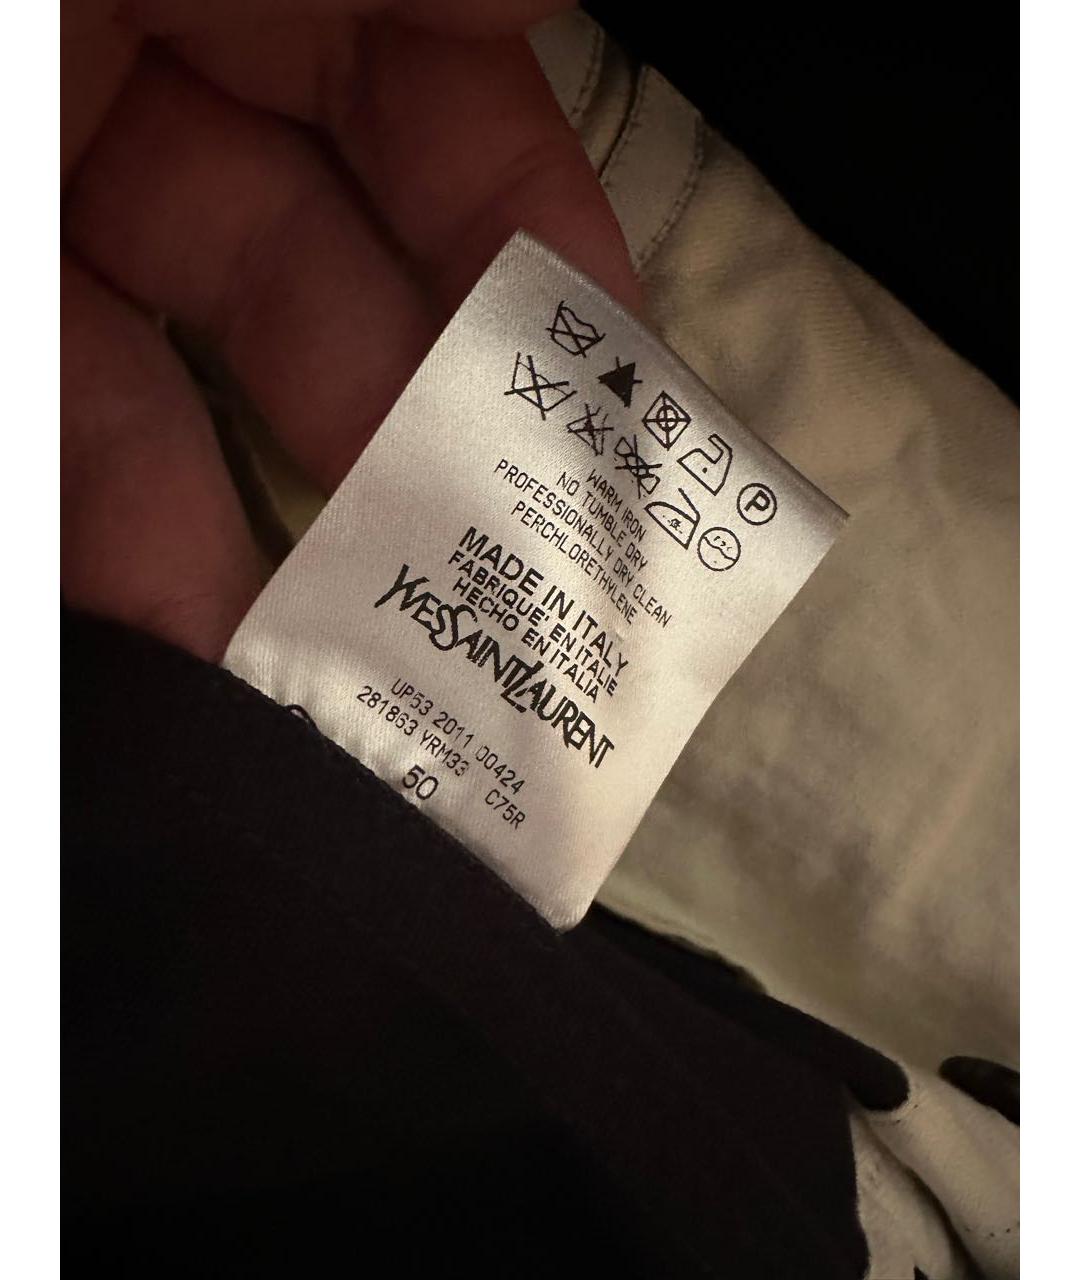 P
WARM IRON
NO TUMBLE DRY
PROFESSIONALLY DRY CLEAN
PERCHLORETHYLENE
MADE IN ITALY
FABRIQUE' EN ITALIE
HECHO EN ITALIA
YVESSAINTLAURENT
UP53 2011 00424
281863 YRM33 C75R
50